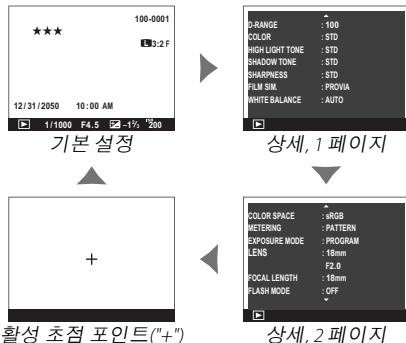 100-0001
★★★
L 3:2 F
12/31/2050 10:00 AM
1/1000 F4.5 -1⅔ ISO 200
기본 설정
D-RANGE : 100
COLOR : STD
HIGH LIGHT TONE : STD
SHADOW TONE : STD
SHARPNESS : STD
FILM SIM. : PROVIA
WHITE BALANCE : AUTO
상세, 1 페이지
+
활성 초점 포인트("+")
COLOR SPACE : sRGB
METERING : PATTERN
EXPOSURE MODE : PROGRAM
LENS : 18mm
F2.0
FOCAL LENGTH : 18mm
FLASH MODE : OFF
상세, 2 페이지